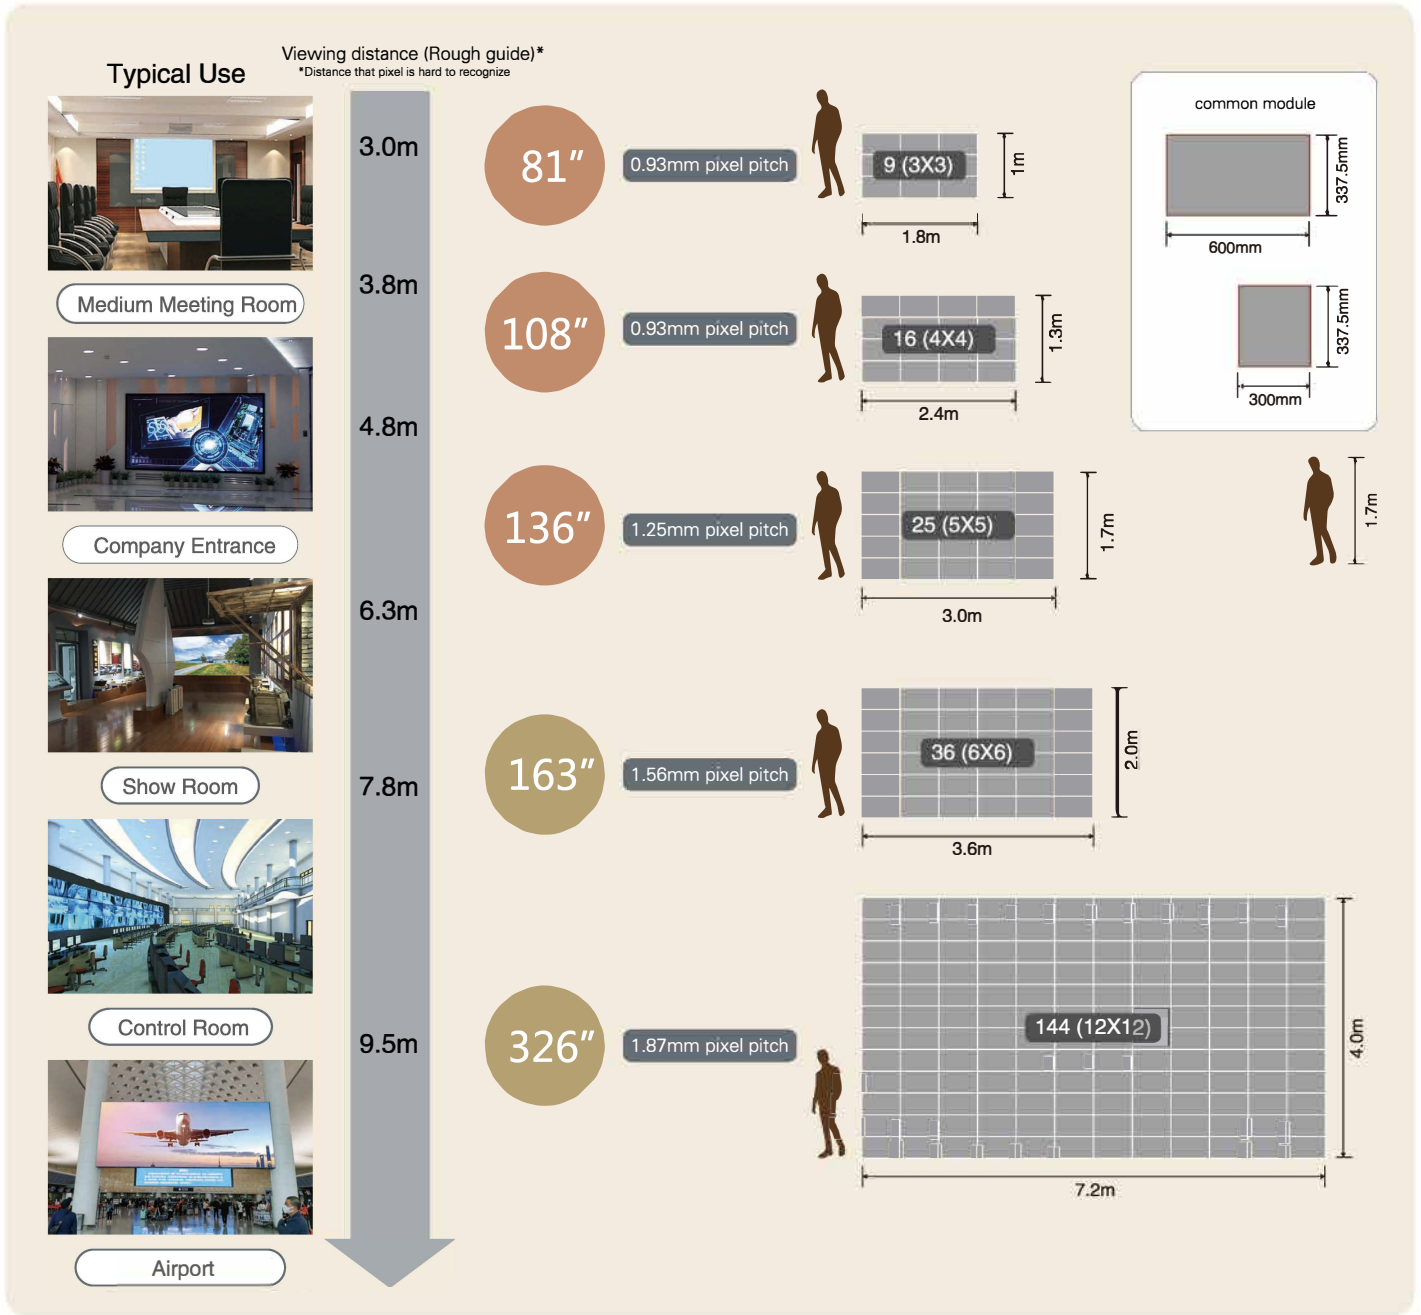 Typical Use
Viewing distance (Rough guide)*
*Distance that pixel is hard to recognize
3.0m
3.8m
4.8m
6.3m
7.8m
9.5m
Medium Meeting Room
Company Entrance
Show Room
Control Room
Airport
81"
0.93mm pixel pitch
9 (3X3)
1m
1.8m
108"
0.93mm pixel pitch
16 (4X4)
1.3m
2.4m
136"
1.25mm pixel pitch
25 (5X5)
1.7m
3.0m
163"
1.56mm pixel pitch
36 (6X6)
2.0m
3.6m
326"
1.87mm pixel pitch
144 (12X12)
4.0m
7.2m
common module
337.5mm
600mm
337.5mm
300mm
1.7m